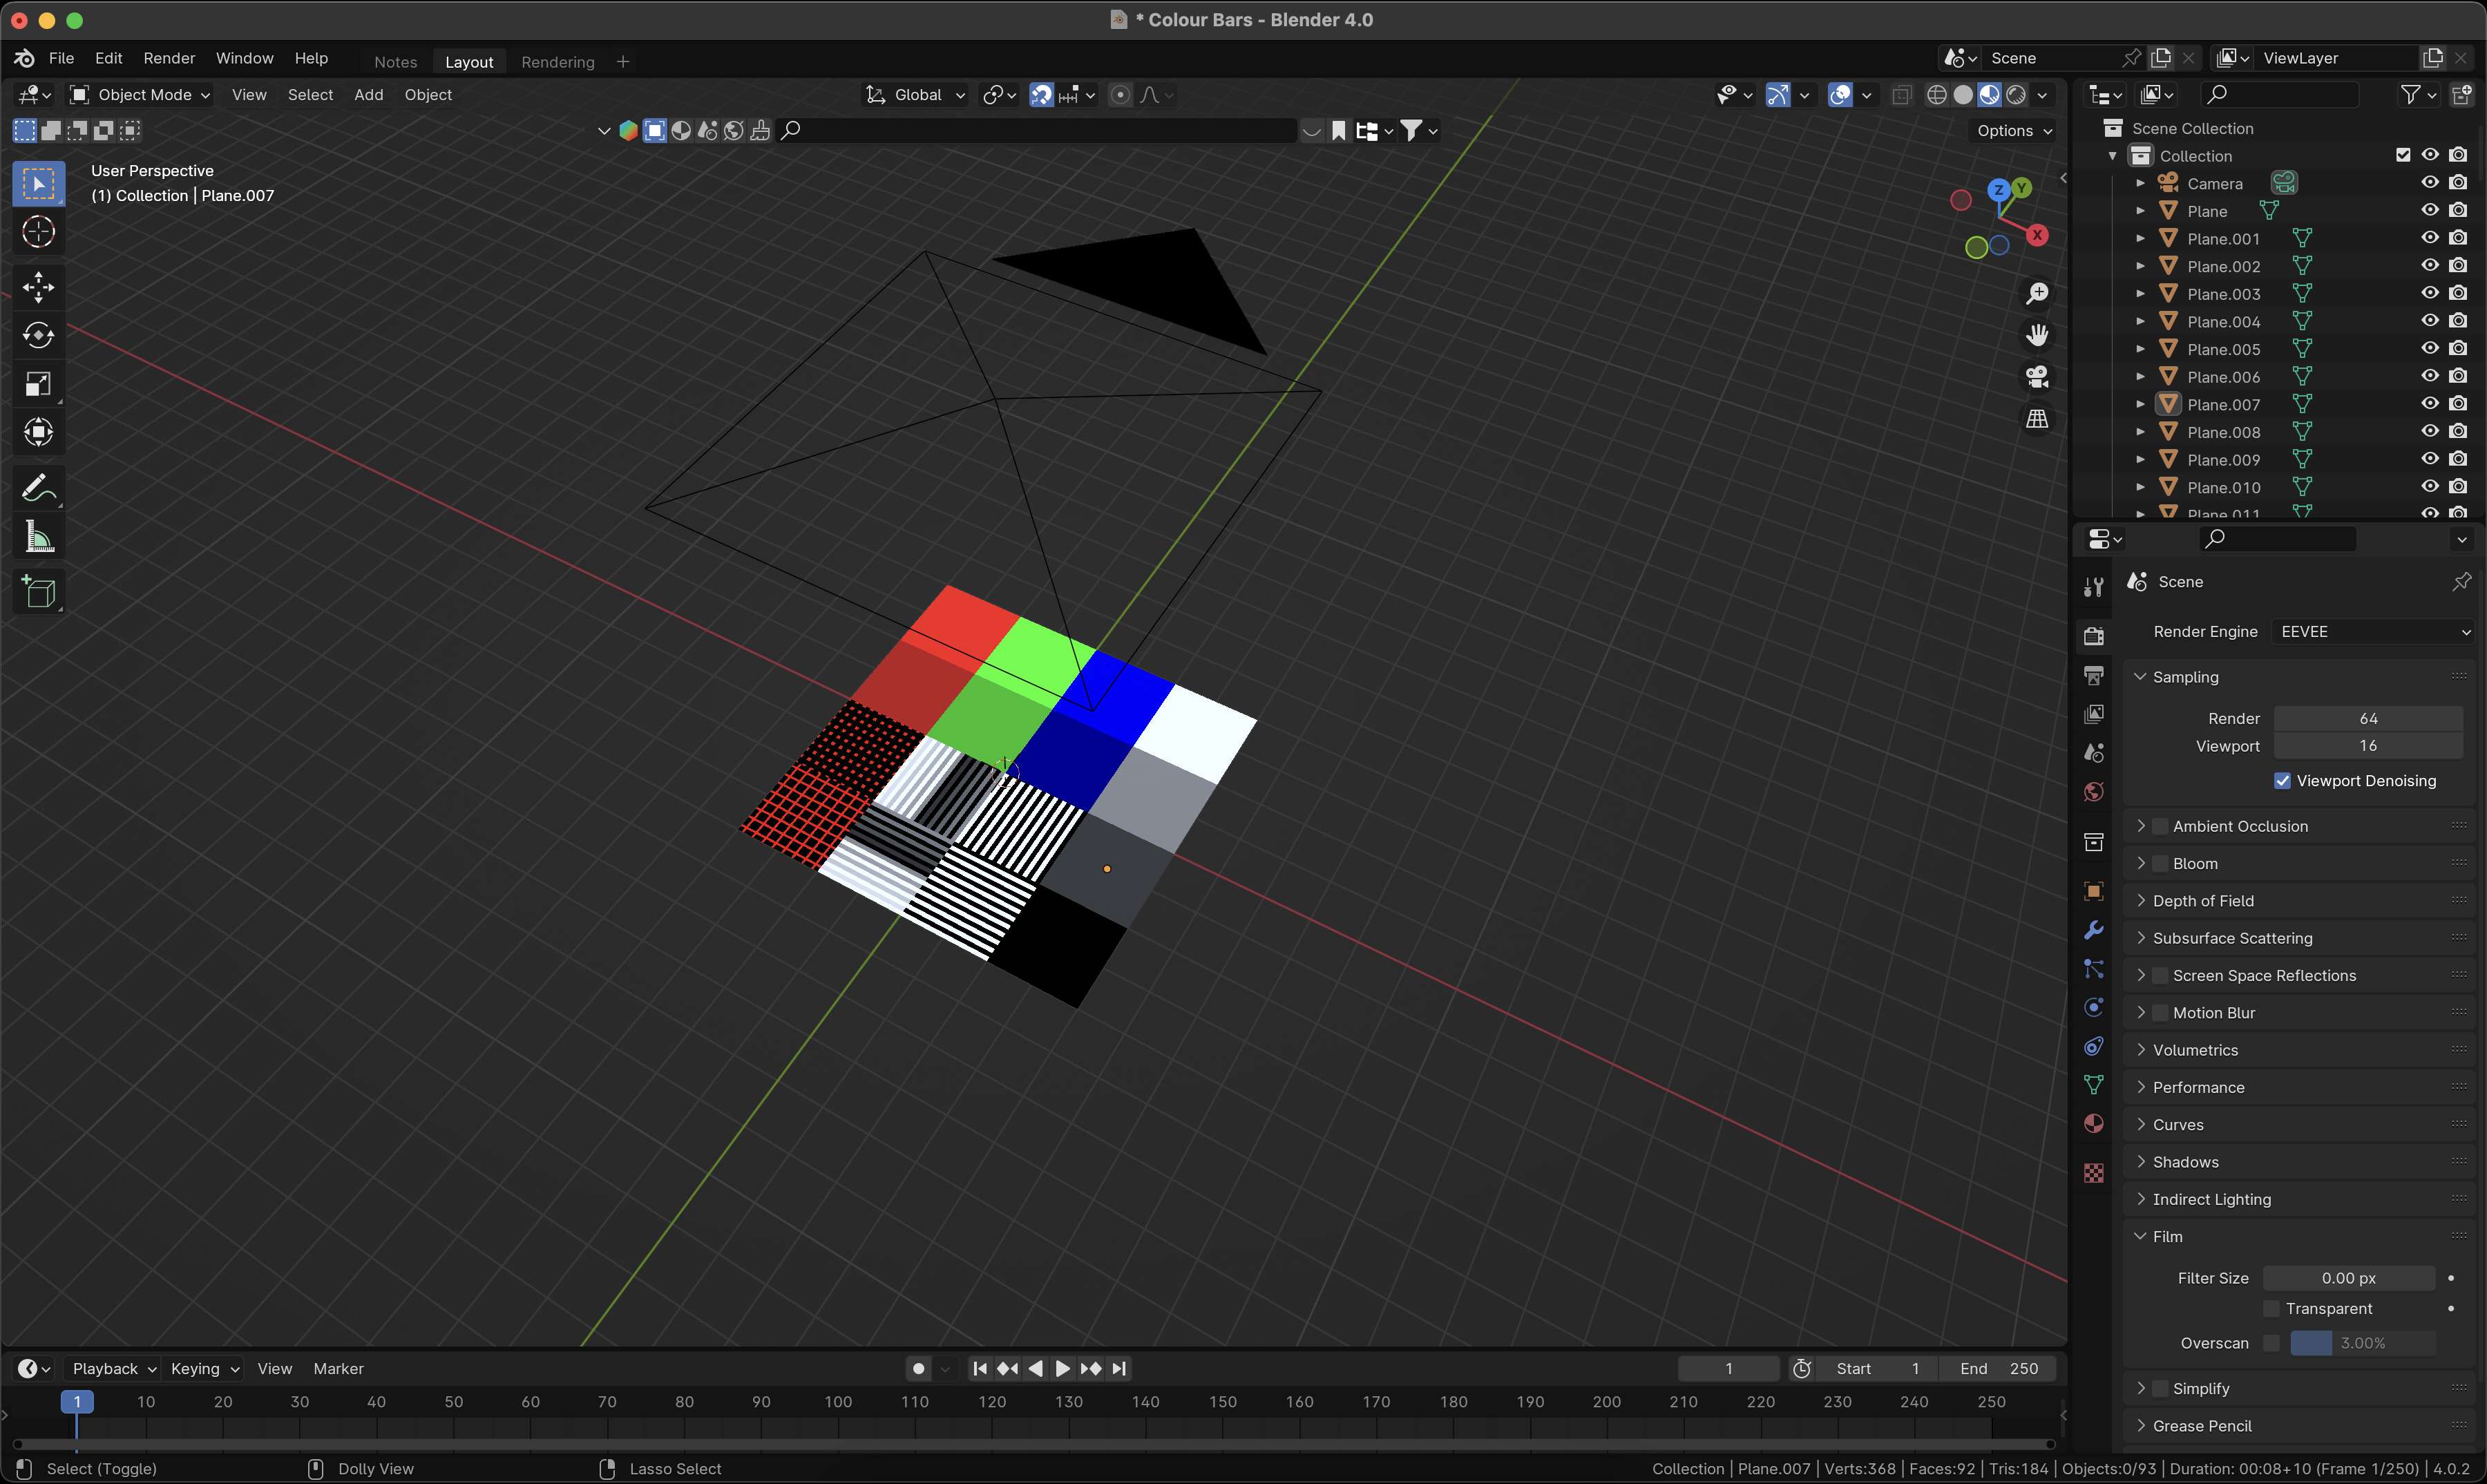 * Colour Bars - Blender 4.0
File Edit Render Window Help Notes Layout Rendering + Scene ViewLayer
Object Mode View Select Add Object Global
Options
User Perspective
(1) Collection | Plane.007
Z Y
X
Scene Collection
Collection
Camera
Plane
Plane.001
Plane.002
Plane.003
Plane.004
Plane.005
Plane.006
Plane.007
Plane.008
Plane.009
Plane.010
Plane.011
Scene
Render Engine EEVEE
Sampling
Render 64
Viewport 16
Viewport Denoising
Ambient Occlusion
Bloom
Depth of Field
Subsurface Scattering
Screen Space Reflections
Motion Blur
Volumetrics
Performance
Curves
Shadows
Indirect Lighting
Film
Filter Size 0.00 px
Transparent
Overscan 3.00%
Simplify
Grease Pencil
Playback Keying View Marker 1 Start 1 End 250
1 10 20 30 40 50 60 70 80 90 100 110 120 130 140 150 160 170 180 190 200 210 220 230 240 250
Select (Toggle) Dolly View Lasso Select Collection | Plane.007 | Verts:368 | Faces:92 | Tris:184 | Objects:0/93 | Duration: 00:08+10 (Frame 1/250) | 4.0.2